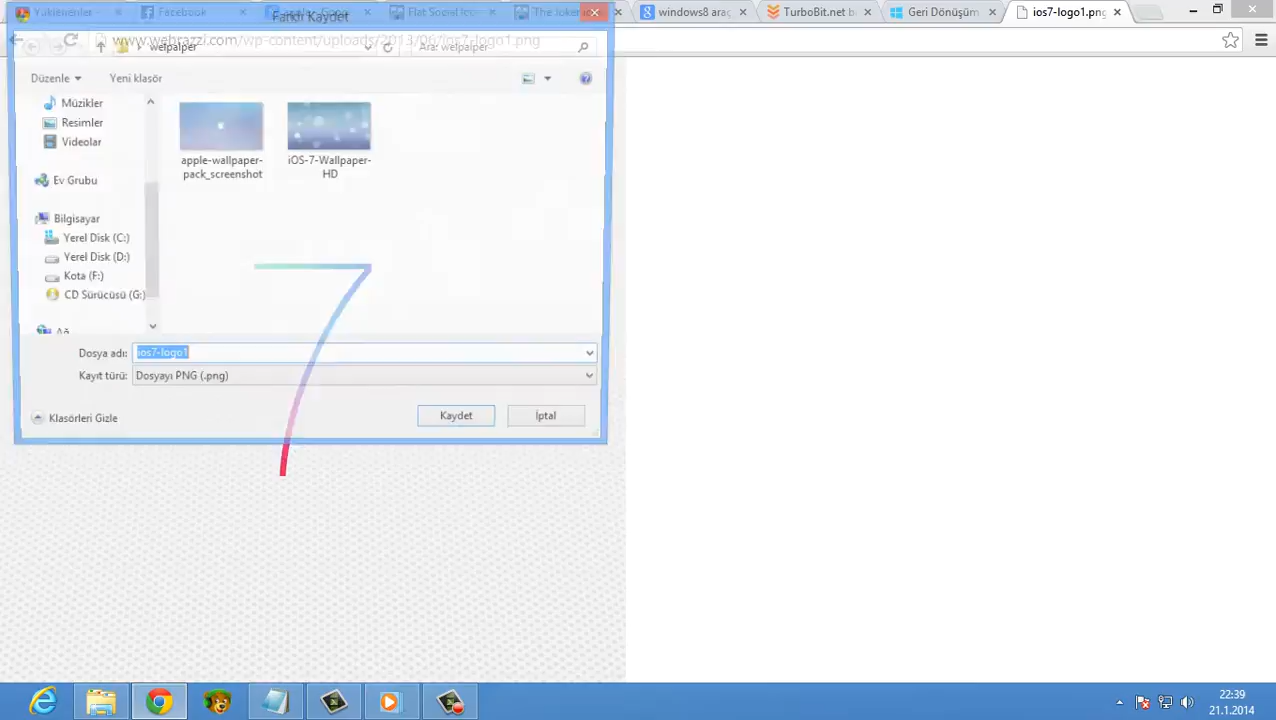 Yüklenenler -
Facebook
Flat Social Ico
The Joker
windows8 araç
TurboBit.net b
Geri Dönüşüm
ios7-logo1.png
Farklı Kaydet
www.webrazzi.com/wp-content/uploads/2013/06/ios7-logo1.png
welpalper
Ara: welpalper
Düzenle
Yeni klasör
Müzikler
Resimler
Videolar
Ev Grubu
Bilgisayar
Yerel Disk (C:)
Yerel Disk (D:)
Kota (F:)
CD Sürücüsü (G:)
Ağ
apple-wallpaper-
pack_screenshot
iOS-7-Wallpaper-
HD
7
Dosya adı:
ios7-logo1
Kayıt türü:
Dosyayı PNG (.png)
Klasörleri Gizle
Kaydet
İptal
22:39
21.1.2014